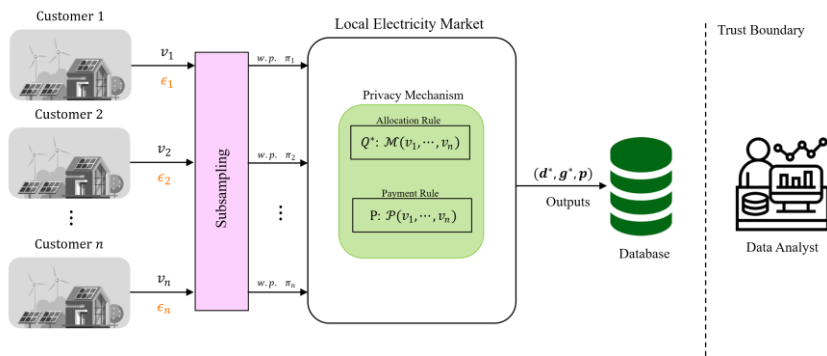 Customer 1
v₁
ϵ₁
Customer 2
v₂
ϵ₂
⋮
Customer n
vₙ
ϵₙ
Subsampling
w.p. π₁
w.p. π₂
⋮
w.p. πₙ
Local Electricity Market
Privacy Mechanism
Allocation Rule
Q*: ℳ(v₁, ⋯, vₙ)
Payment Rule
P: 𝒫(v₁, ⋯, vₙ)
(d*, g*, p)
Outputs
Database
Trust Boundary
Data Analyst